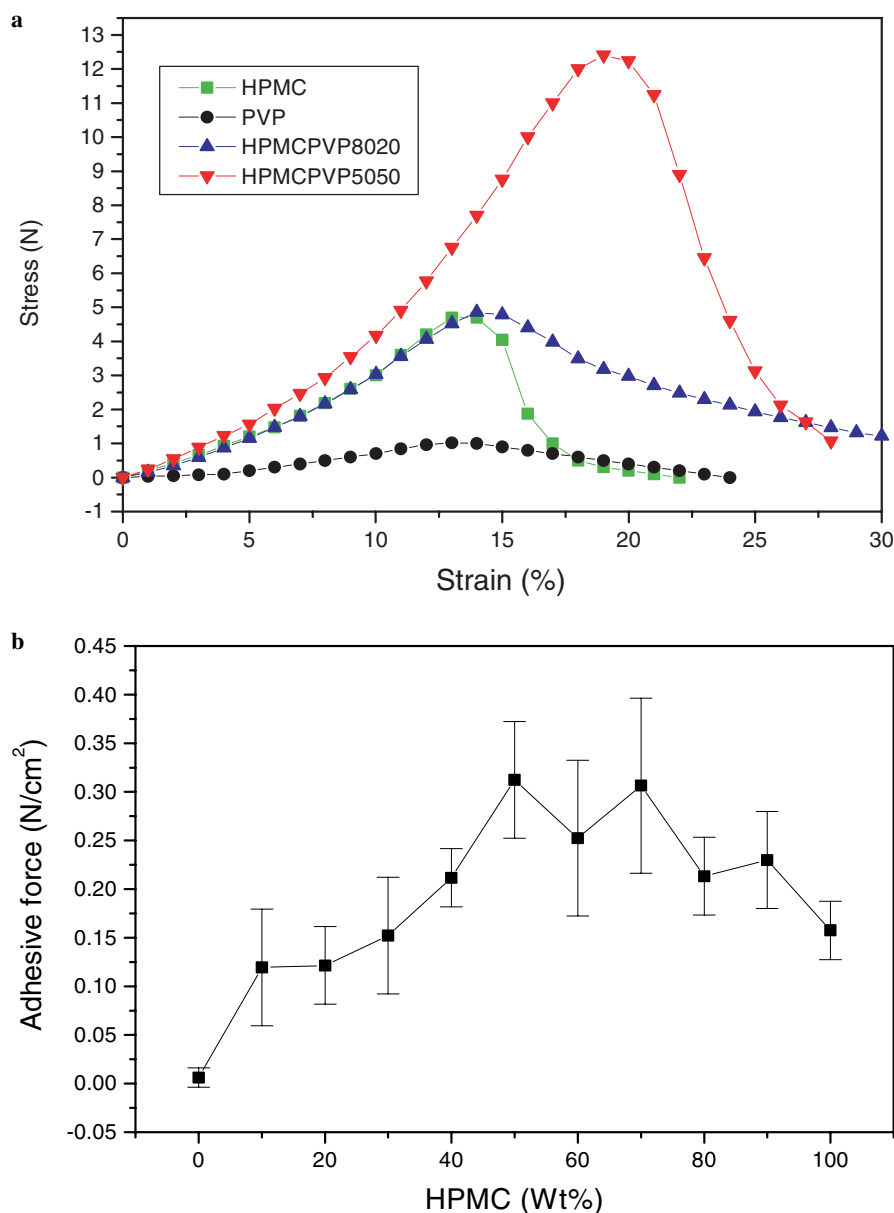 a
13
12
11
10
9
8
7
6
5
4
3
2
1
0
-1
Stress (N)
HPMC
PVP
HPMCPVP8020
HPMCPVP5050
0 5 10 15 20 25 30
Strain (%)
b
0.45
0.40
0.35
0.30
0.25
0.20
0.15
0.10
0.05
0.00
-0.05
Adhesive force (N/cm²)
0 20 40 60 80 100
HPMC (Wt%)